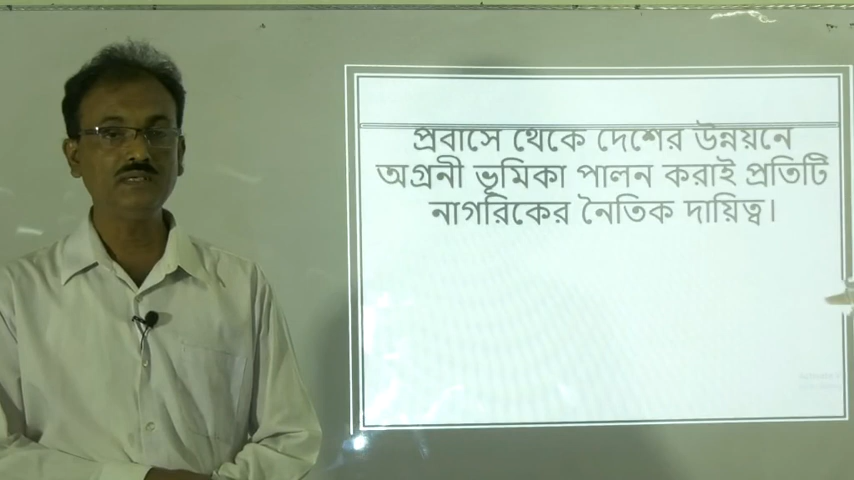 প্রবাসে থেকে দেশের উন্নয়নে
অগ্রনী ভূমিকা পালন করাই প্রতিটি
নাগরিকের নৈতিক দায়িত্ব।